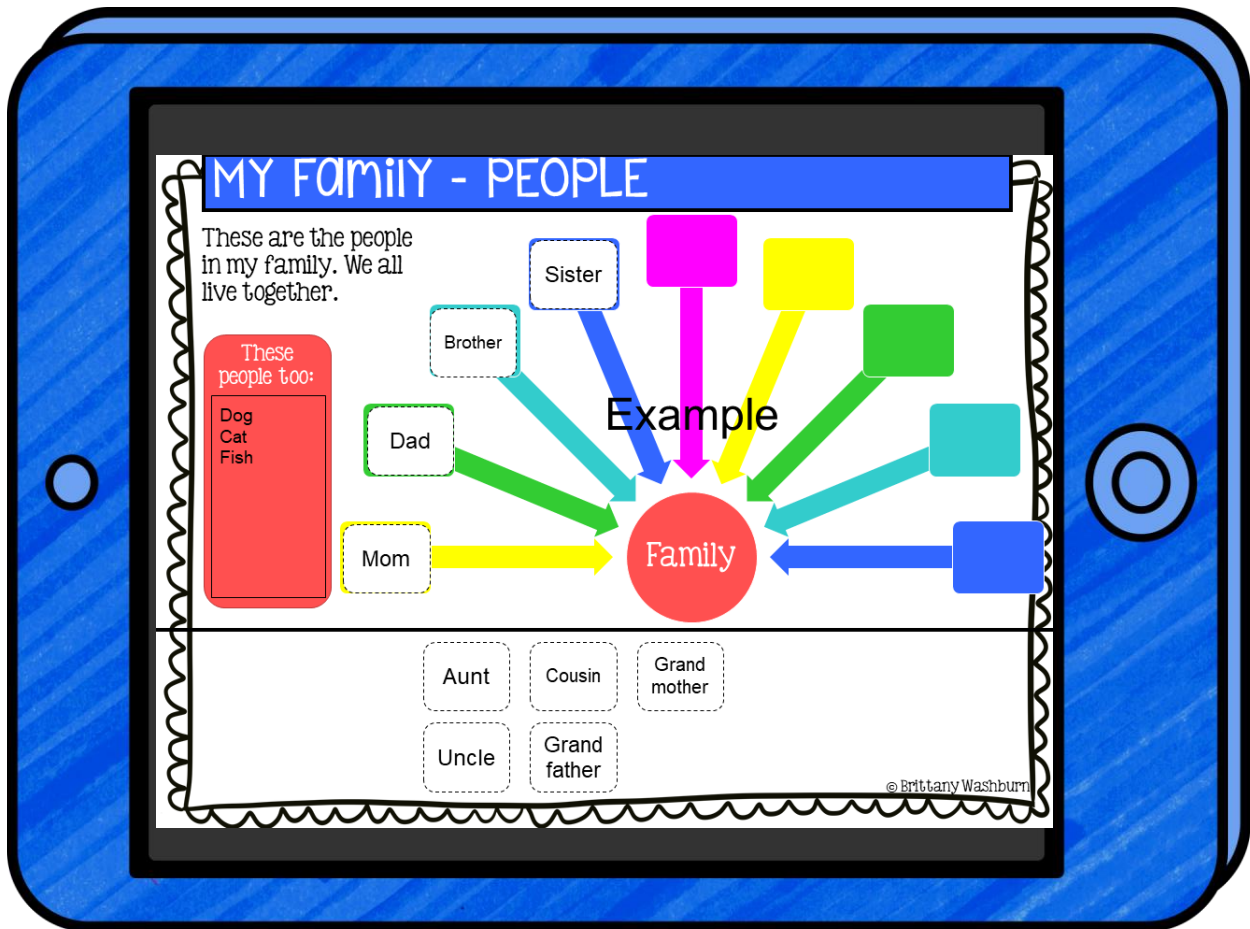 MY FamilY - PEOPLE
These are the people
in my family. We all
live together.
These
people too:
Dog
Cat
Fish
Mom
Dad
Brother
Sister
Example
Family
Aunt
Cousin
Grand
mother
Uncle
Grand
father
© Brittany Washburn